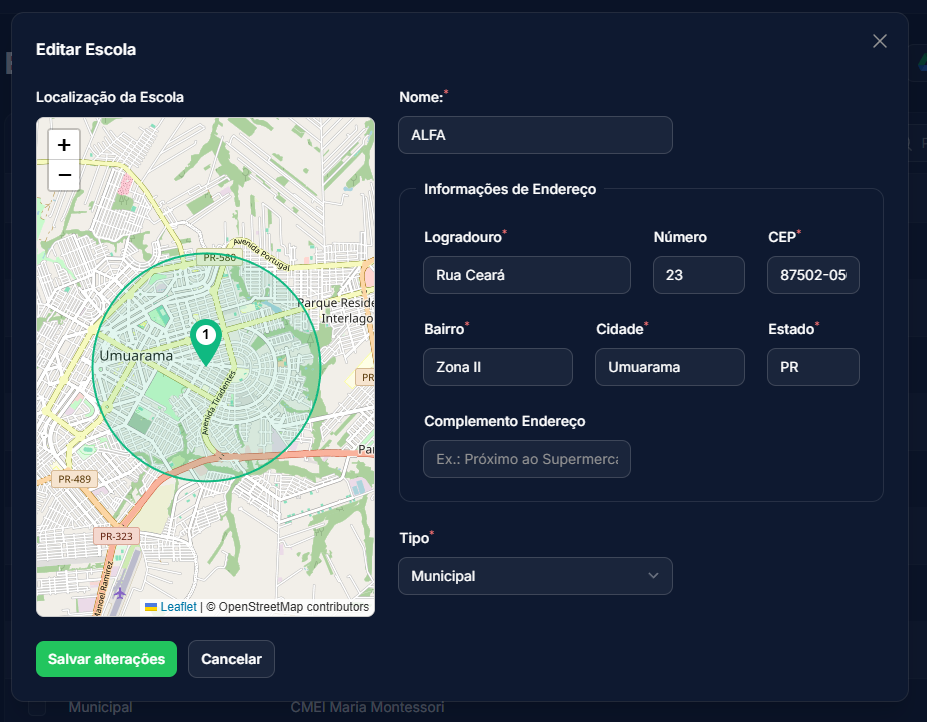 Editar Escola
Localização da Escola
+
−
PR-580
Avenida Portugal
Parque Reside
Interlago
1
Umuarama
Avenida Tiradentes
PR
Pa
PR-489
PR-323
Manoel Ramirez
Leaflet | © OpenStreetMap contributors
Nome:*
ALFA
Informações de Endereço
Logradouro* Número CEP*
Rua Ceará 23 87502-05
Bairro* Cidade* Estado*
Zona II Umuarama PR
Complemento Endereço
Ex.: Próximo ao Supermerca
Tipo*
Municipal
Salvar alterações Cancelar
Municipal CMEI Maria Montessori